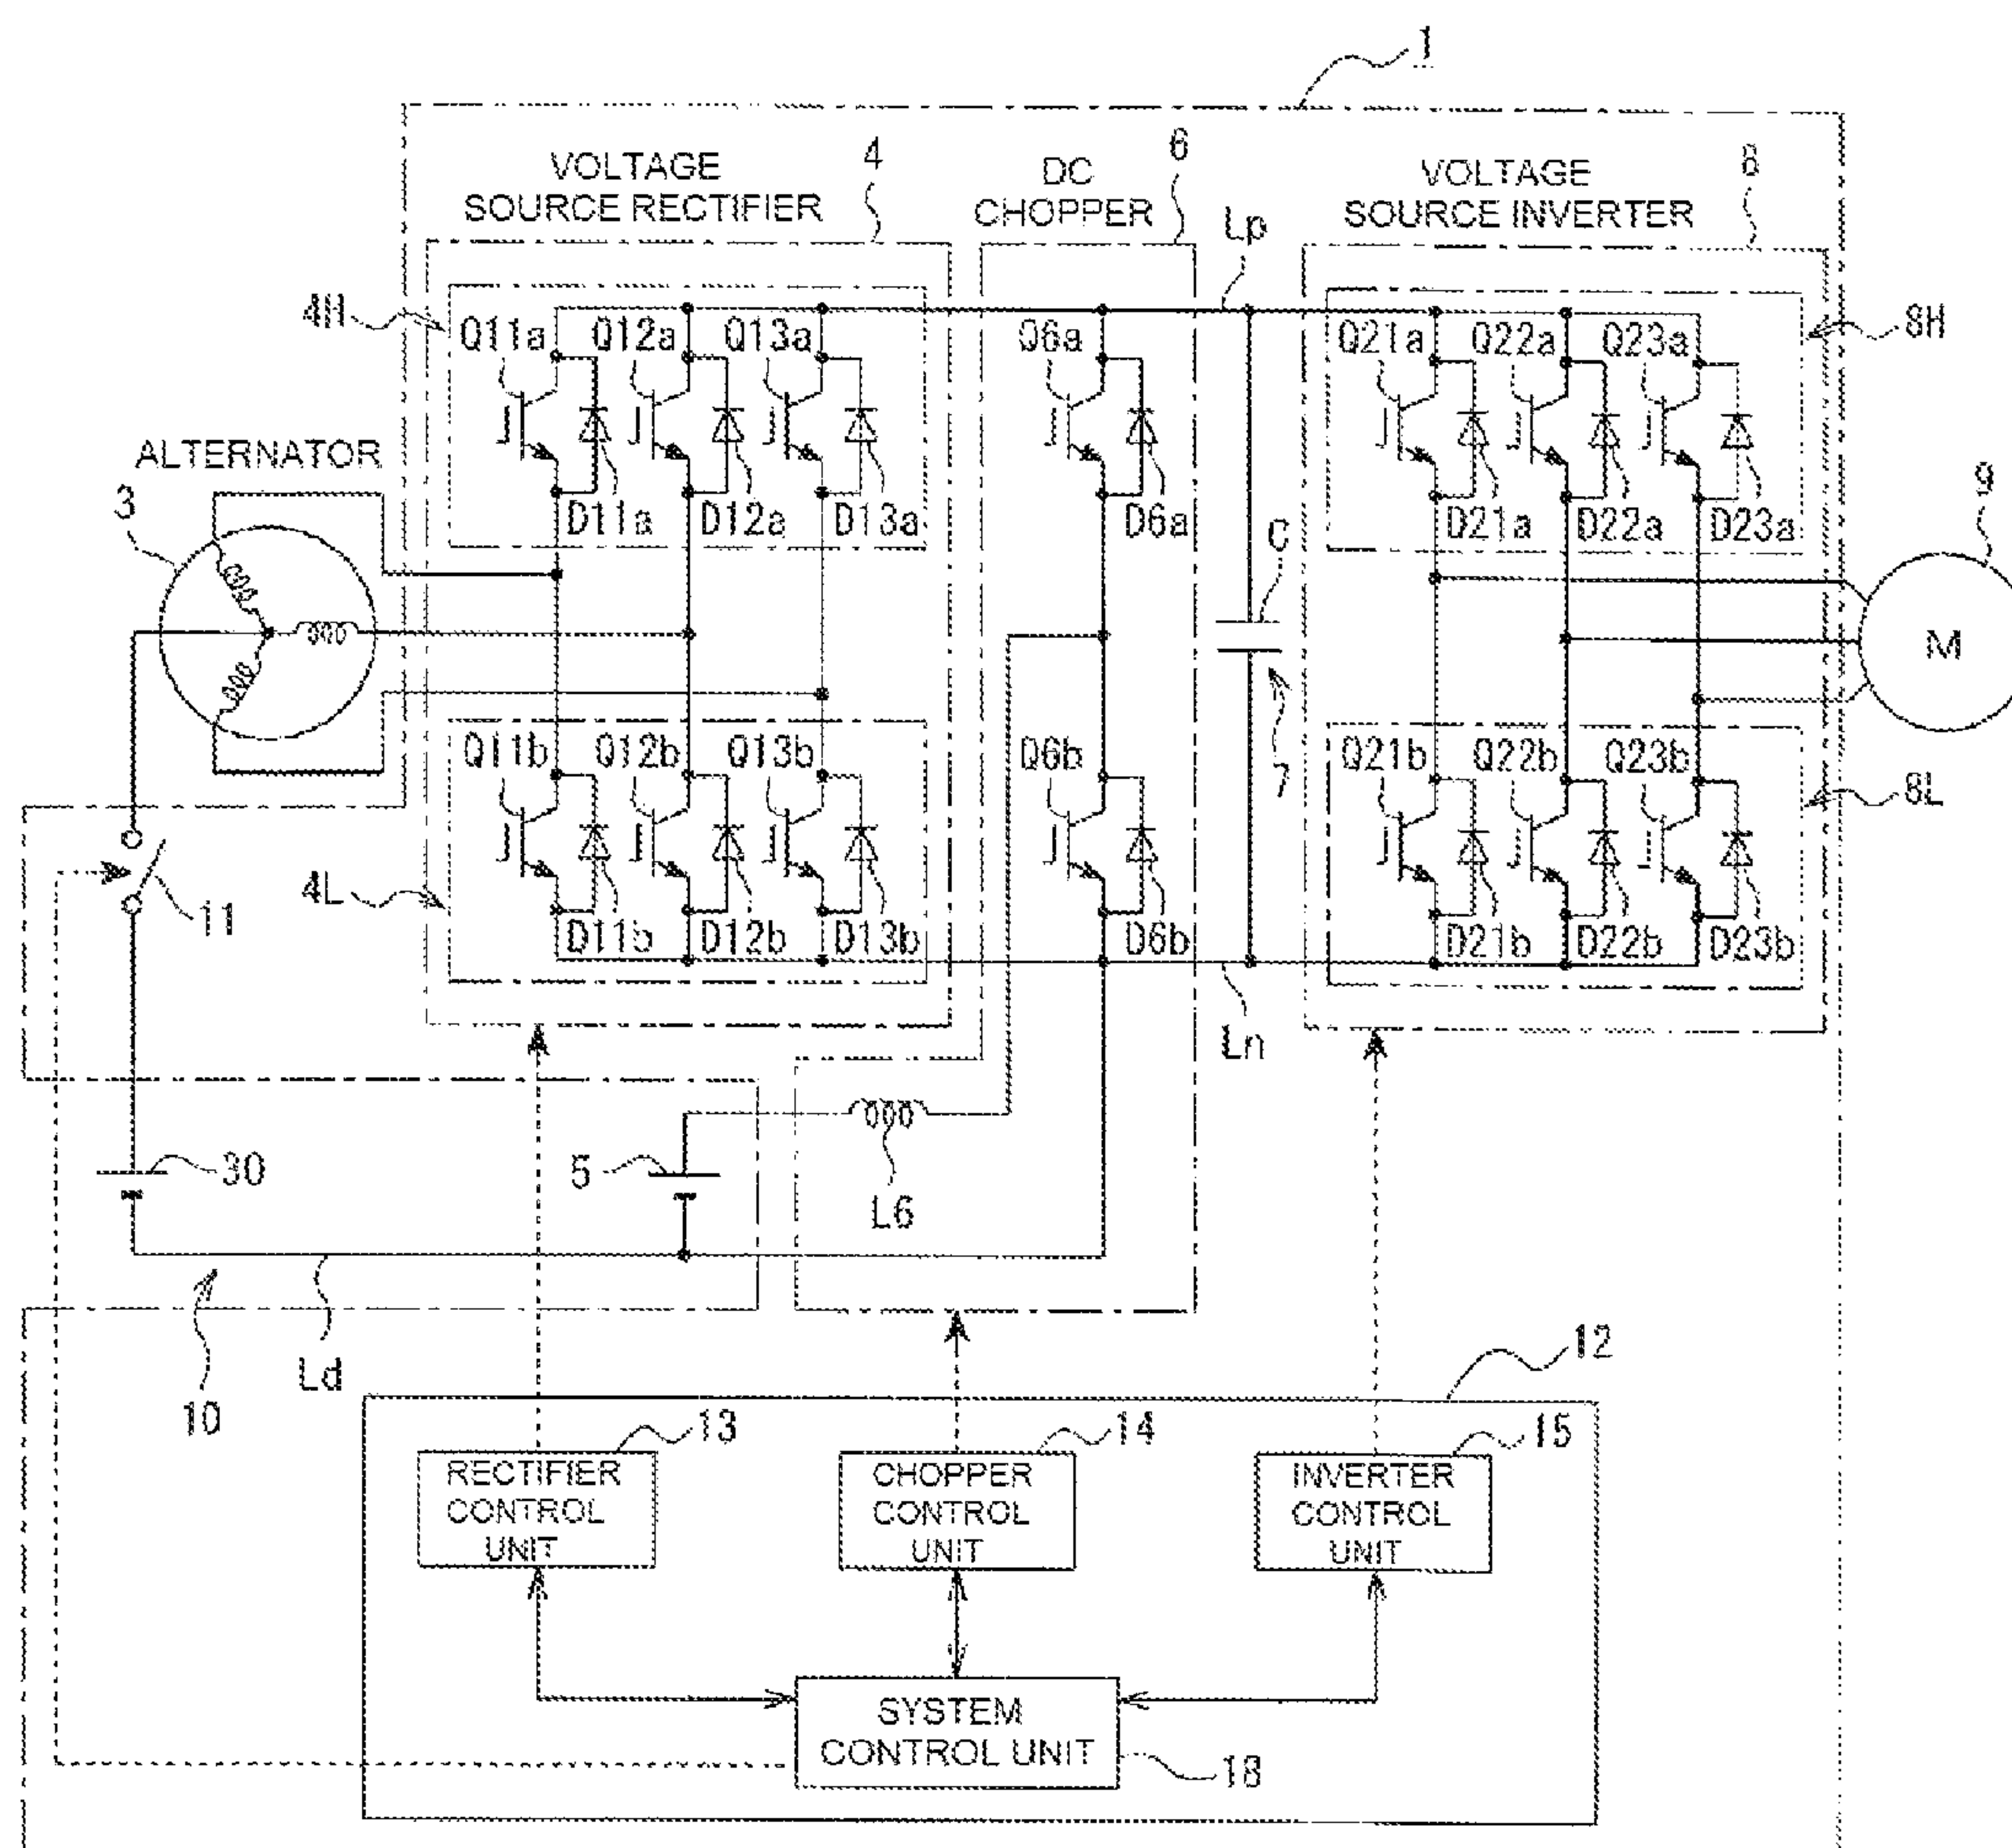 1
VOLTAGE
SOURCE RECTIFIER
4
DC
CHOPPER
6
VOLTAGE
SOURCE INVERTER
8
Lp
4H
Q11a
Q12a
Q13a
Q6a
Q21a
Q22a
Q23a
8H
ALTERNATOR
3
D11a
D12a
D13a
D6a
D21a
D22a
D23a
9
C
M
7
Q11b
Q12b
Q13b
Q6b
Q21b
Q22b
Q23b
8L
4L
11
D11b
D12b
D13b
D6b
D21b
D22b
D23b
Ln
30
5
L6
Ld
10
12
13
14
15
RECTIFIER
CONTROL
UNIT
CHOPPER
CONTROL
UNIT
INVERTER
CONTROL
UNIT
SYSTEM
CONTROL UNIT
18